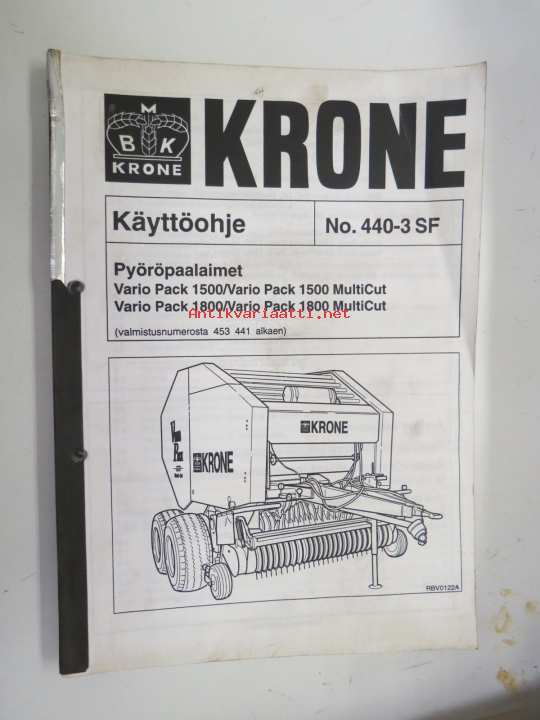 M
B K
KRONE
KRONE
Käyttöohje
No. 440-3 SF
Pyöröpaalaimet
Vario Pack 1500/Vario Pack 1500 MultiCut
Vario Pack 1800/Vario Pack 1800 MultiCut
Antikvariaatti.net
(valmistusnumerosta 453 441 alkaen)
KRONE
KRONE
RBV0122A